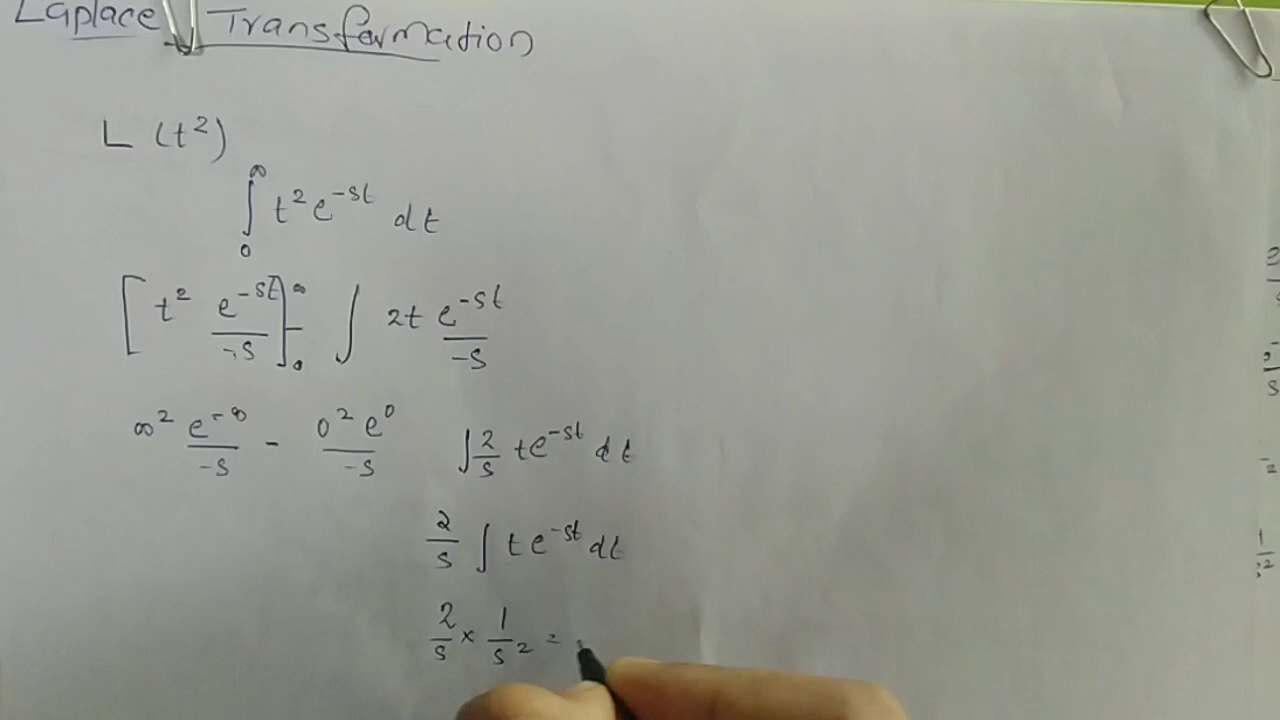 Laplace Transformation
L (t²)
∫₀^∞ t² e^{-st} dt
[ t² e^{-st}/-s ]₀^∞ - ∫ 2t e^{-st}/-s
∞² e^{-∞}/-s - 0² e⁰/-s ∫ 2/s t e^{-st} dt
2/s ∫ t e^{-st} dt
2/s × 1/s² =